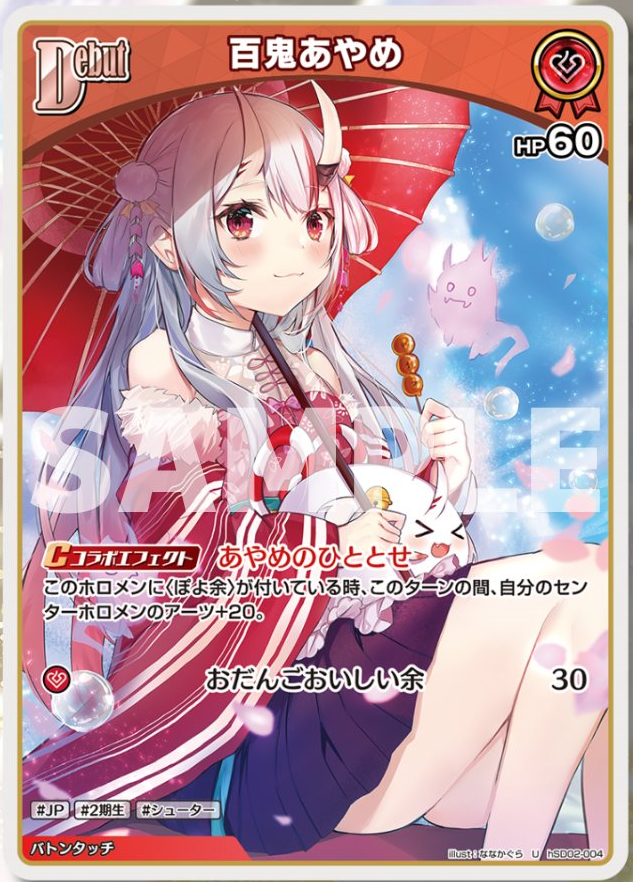 Debut
百鬼あやめ
HP60
SAMPLE
Cコラボエフェクト あやめのひととせ
このホロメンに〈ぽよ余〉が付いている時、このターンの間、自分のセン
ターホロメンのアーツ+20。
おだんごおいしい余 30
#JP #2期生 #シューター
バトンタッチ
illust：ななかぐら U hSD02-004